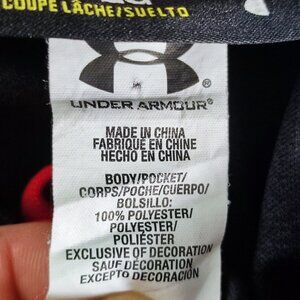 COUPE LÂCHE/SUELTO
UNDER ARMOUR
MADE IN CHINA
FABRIQUÉ EN CHINE
HECHO EN CHINA
BODY/POCKET/
CORPS/POCHE/CUERPO/
BOLSILLO:
100% POLYESTER/
POLYESTER/
POLIÉSTER
EXCLUSIVE OF DECORATION
SAUF DÉCORATION
EXCEPTO DECORACIÓN